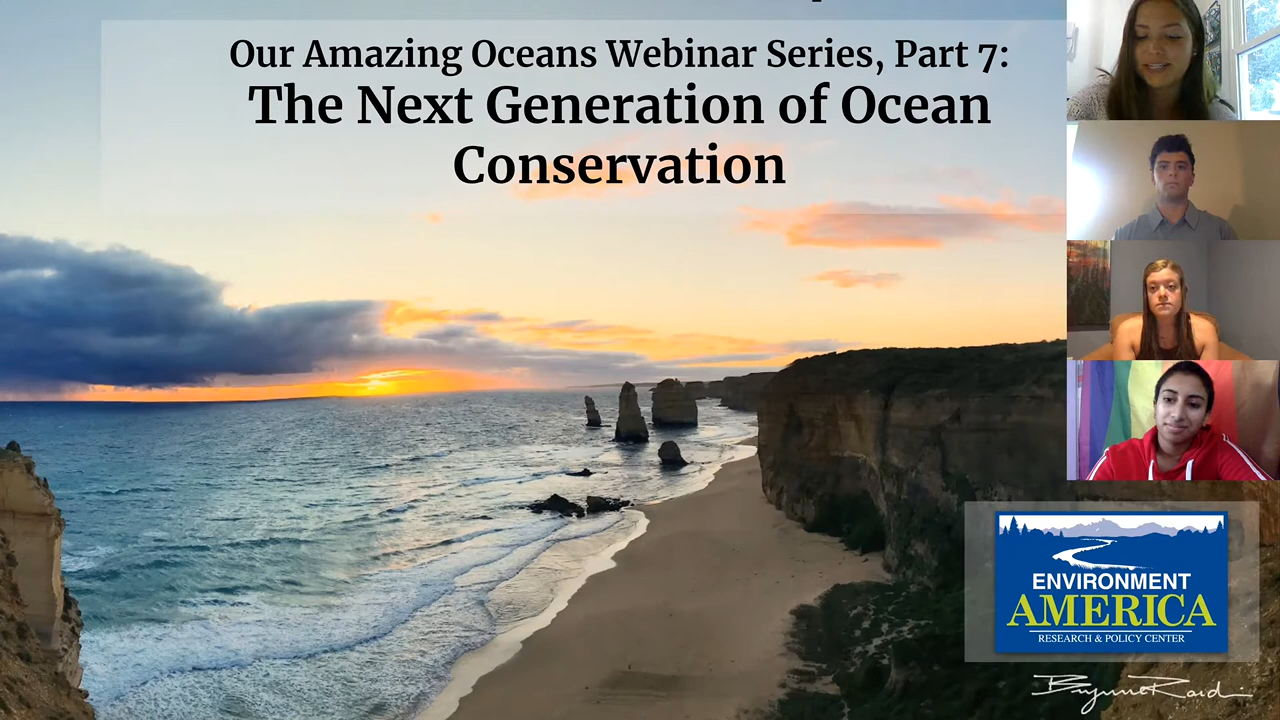 Our Amazing Oceans Webinar Series, Part 7:
The Next Generation of Ocean
Conservation
ENVIRONMENT
AMERICA
RESEARCH & POLICY CENTER